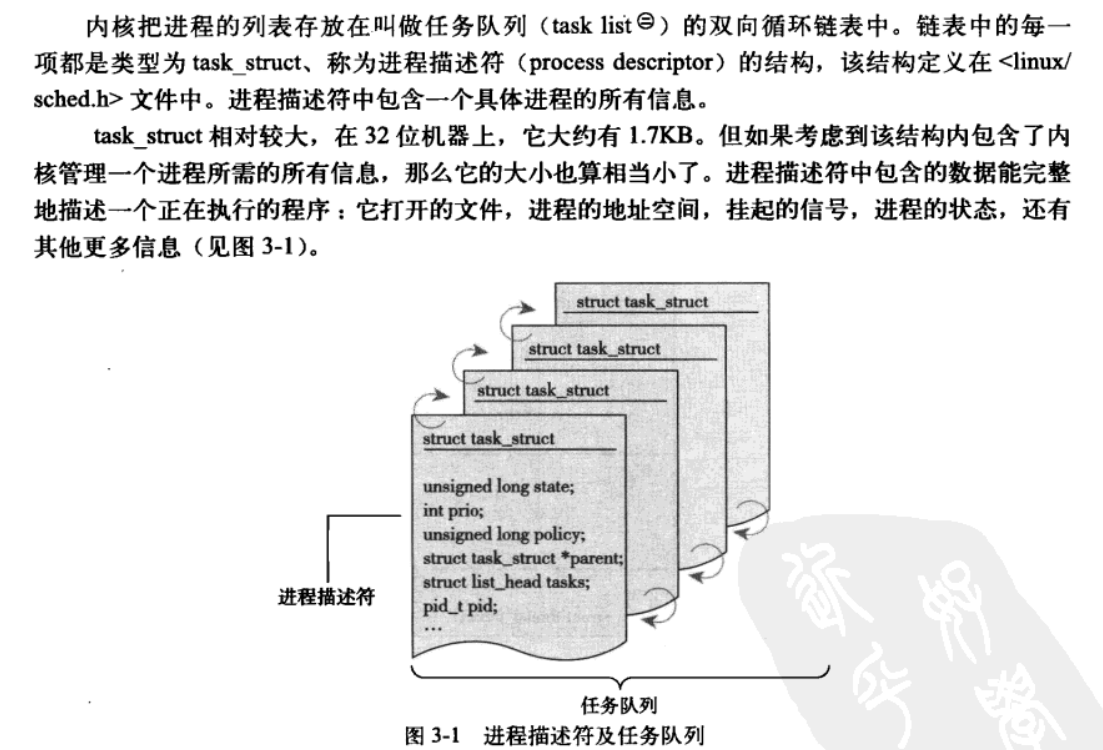 内核把进程的列表存放在叫做任务队列（task list㊀）的双向循环链表中。链表中的每一
项都是类型为 task_struct、称为进程描述符（process descriptor）的结构，该结构定义在 <linux/
sched.h> 文件中。进程描述符中包含一个具体进程的所有信息。
task_struct 相对较大，在 32 位机器上，它大约有 1.7KB。但如果考虑到该结构内包含了内
核管理一个进程所需的所有信息，那么它的大小也算相当小了。进程描述符中包含的数据能完整
地描述一个正在执行的程序：它打开的文件，进程的地址空间，挂起的信号，进程的状态，还有
其他更多信息（见图 3-1）。
struct task_struct
struct task_struct
struct task_struct
struct task_struct
unsigned long state;
int prio;
unsigned long policy;
struct task_struct *parent;
struct list_head tasks;
pid_t pid;
…
进程描述符
任务队列
图 3-1 进程描述符及任务队列